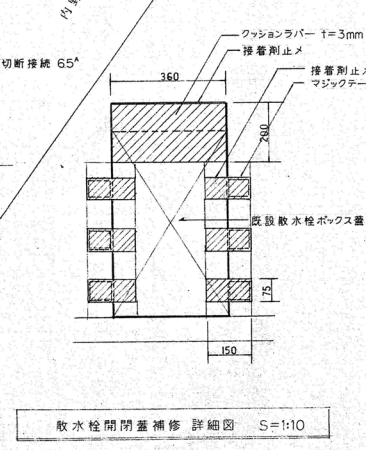 内野
クッションラバー t=3mm
接着剤止メ
切断接続 65A
360
接着剤止メ
マジックテー
200
既設散水栓ボックス蓋
75
150
散水栓開閉蓋補修 詳細図 S=1:10